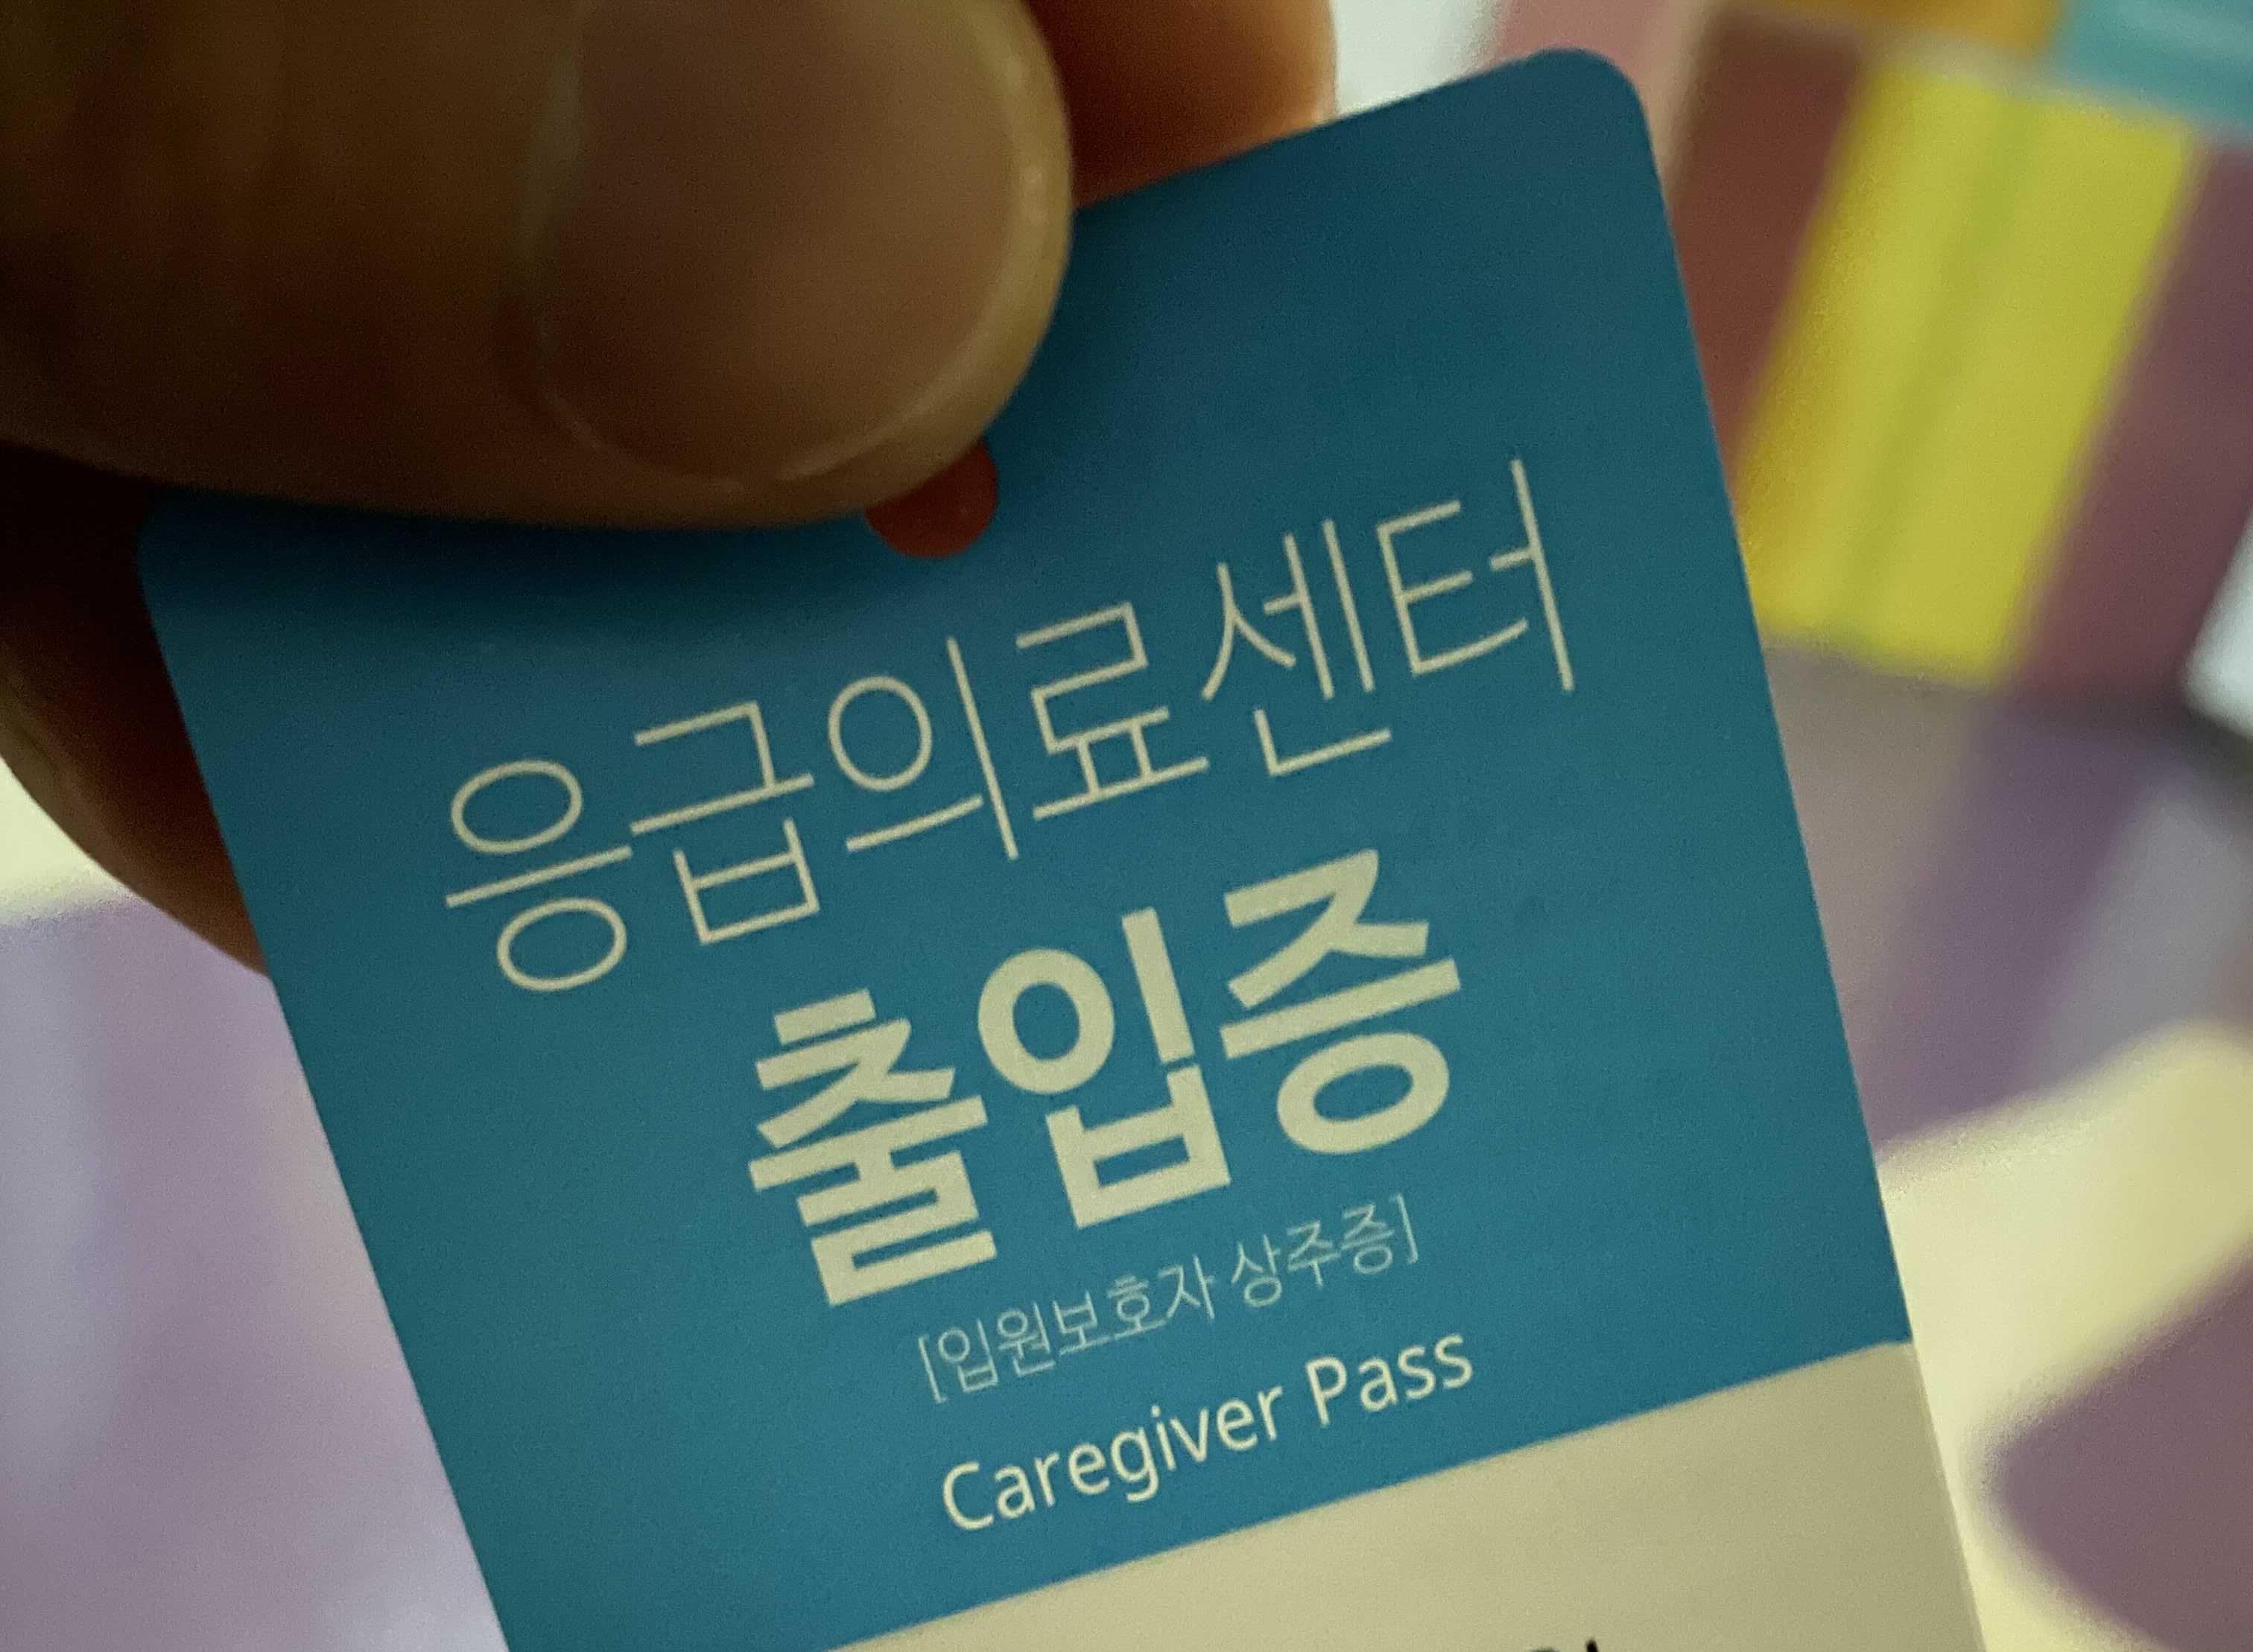 응급의료센터
출입증
[입원보호자 상주증]
Caregiver Pass